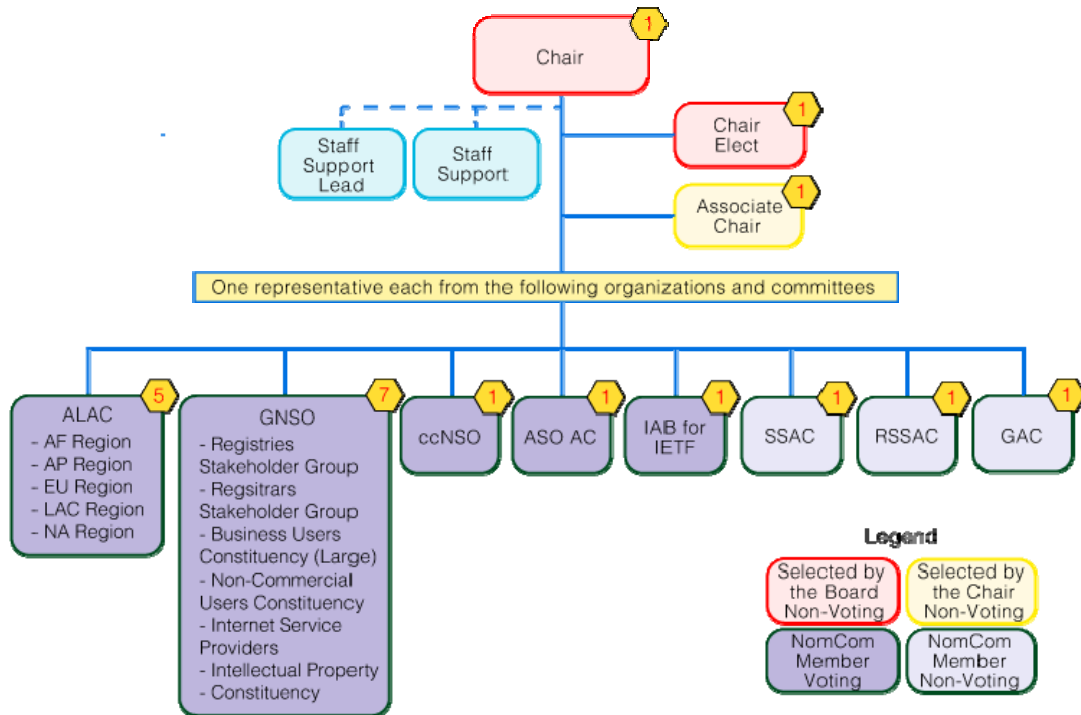 1
Chair
Staff
Support
Lead
Staff
Support
1
Chair
Elect
1
Associate
Chair
One representative each from the following organizations and committees
5
ALAC
- AF Region
- AP Region
- EU Region
- LAC Region
- NA Region
7
GNSO
- Registries
Stakeholder Group
- Regsitrars
Stakeholder Group
- Business Users
Constituency (Large)
- Non-Commercial
Users Constituency
- Internet Service
Providers
- Intellectual Property
- Constituency
1
ccNSO
1
ASO AC
1
IAB for
IETF
1
SSAC
1
RSSAC
1
GAC
Legend
Selected by
the Board
Non-Voting
Selected by
the Chair
Non-Voting
NomCom
Member
Voting
NomCom
Member
Non-Voting